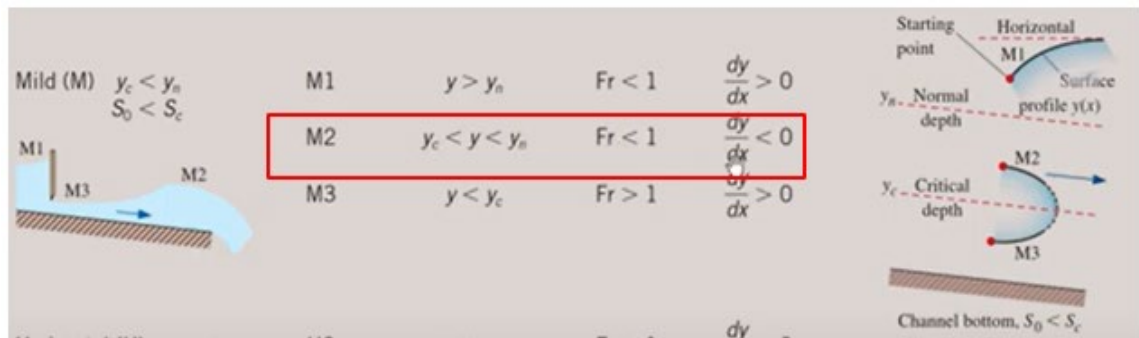 Mild (M) y_c < y_n
S_0 < S_c
M1 y > y_n Fr < 1 dy/dx > 0
M2 y_c < y < y_n Fr < 1 dy/dx < 0
M3 y < y_c Fr > 1 dy/dx > 0
M1
M3
M2
Starting point
Horizontal
M1
Surface
profile y(x)
y_n Normal
depth
M2
y_c Critical
depth
M3
Channel bottom, S_0 < S_c
dy